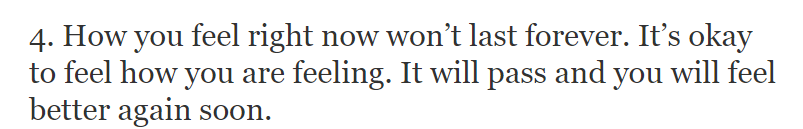 4. How you feel right now won’t last forever. It’s okay
to feel how you are feeling. It will pass and you will feel
better again soon.